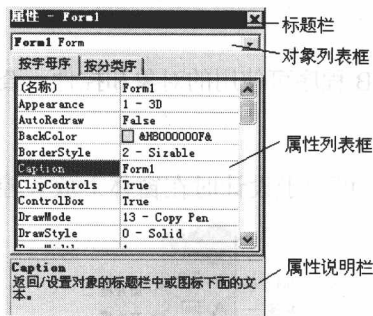 属性 - Form1
标题栏
Form1 Form
对象列表框
按字母序 按分类序
(名称) Form1
Appearance 1 - 3D
AutoRedraw False
BackColor &H8000000F&
BorderStyle 2 - Sizable
属性列表框
Caption Form1
ClipControls True
ControlBox True
DrawMode 13 - Copy Pen
DrawStyle 0 - Solid
Caption
返回/设置对象的标题栏中或图标下面的文本。
属性说明栏